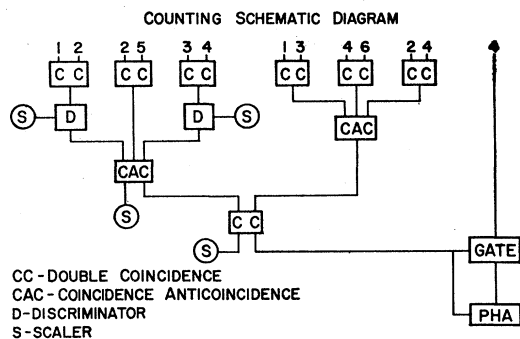 COUNTING SCHEMATIC DIAGRAM
1 2 2 5 3 4 1 3 4 6 2 4 4
C C C C C C C C C C C C
S D D S CAC
CAC
S C C
S GATE
CC-DOUBLE COINCIDENCE
CAC-COINCIDENCE ANTICOINCIDENCE
D-DISCRIMINATOR PHA
S-SCALER